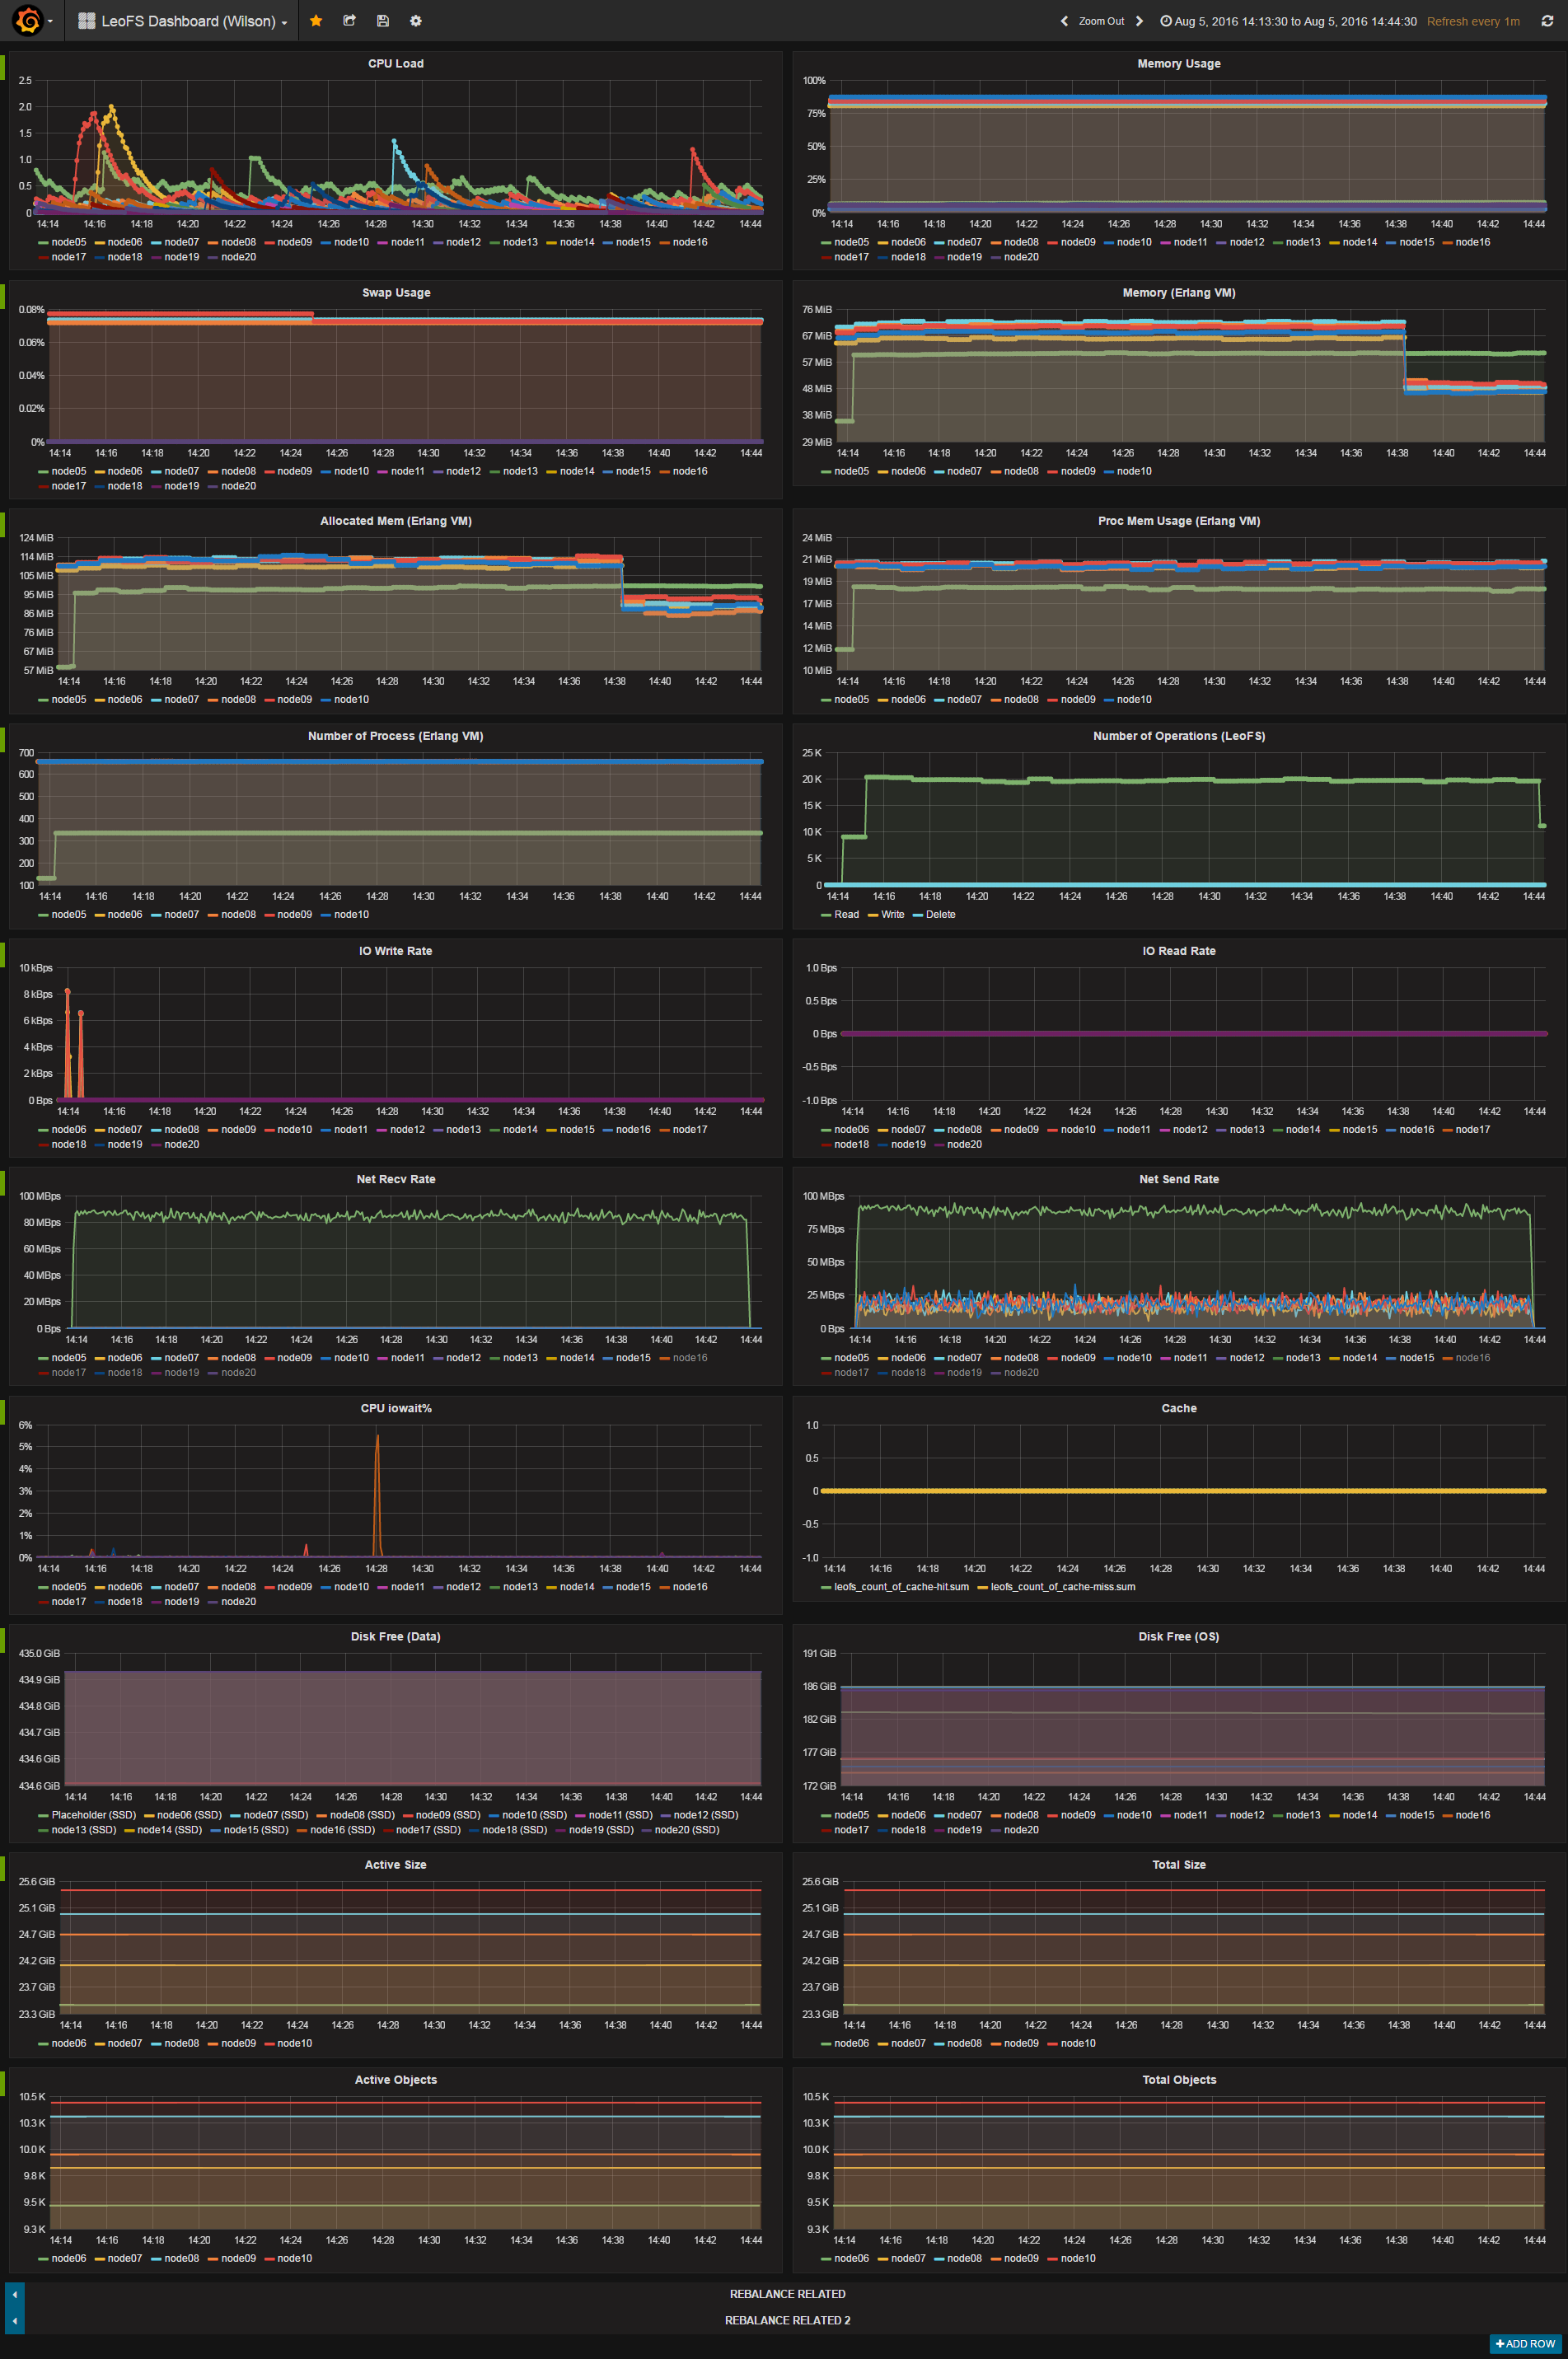 LeoFS Dashboard (Wilson)
Zoom Out
Aug 5, 2016 14:13:30 to Aug 5, 2016 14:44:30 Refresh every 1m
CPU Load
2.5
2.0
1.5
1.0
0.5
0
14:14 14:16 14:18 14:20 14:22 14:24 14:26 14:28 14:30 14:32 14:34 14:36 14:38 14:40 14:42 14:44
node05 node06 node07 node08 node09 node10 node11 node12 node13 node14 node15 node16
node17 node18 node19 node20
Memory Usage
100%
75%
50%
25%
0%
14:14 14:16 14:18 14:20 14:22 14:24 14:26 14:28 14:30 14:32 14:34 14:36 14:38 14:40 14:42 14:44
node05 node06 node07 node08 node09 node10 node11 node12 node13 node14 node15 node16
node17 node18 node19 node20
Swap Usage
0.08%
0.06%
0.04%
0.02%
0%
14:14 14:16 14:18 14:20 14:22 14:24 14:26 14:28 14:30 14:32 14:34 14:36 14:38 14:40 14:42 14:44
node05 node06 node07 node08 node09 node10 node11 node12 node13 node14 node15 node16
node17 node18 node19 node20
Memory (Erlang VM)
76 MiB
67 MiB
57 MiB
48 MiB
38 MiB
29 MiB
14:14 14:16 14:18 14:20 14:22 14:24 14:26 14:28 14:30 14:32 14:34 14:36 14:38 14:40 14:42 14:44
node05 node06 node07 node08 node09 node10
Allocated Mem (Erlang VM)
124 MiB
114 MiB
105 MiB
95 MiB
86 MiB
76 MiB
67 MiB
57 MiB
14:14 14:16 14:18 14:20 14:22 14:24 14:26 14:28 14:30 14:32 14:34 14:36 14:38 14:40 14:42 14:44
node05 node06 node07 node08 node09 node10
Proc Mem Usage (Erlang VM)
24 MiB
21 MiB
19 MiB
17 MiB
14 MiB
12 MiB
10 MiB
14:14 14:16 14:18 14:20 14:22 14:24 14:26 14:28 14:30 14:32 14:34 14:36 14:38 14:40 14:42 14:44
node05 node06 node07 node08 node09 node10
Number of Process (Erlang VM)
700
600
500
400
300
200
100
14:14 14:16 14:18 14:20 14:22 14:24 14:26 14:28 14:30 14:32 14:34 14:36 14:38 14:40 14:42 14:44
node05 node06 node07 node08 node09 node10
Number of Operations (LeoFS)
25 K
20 K
15 K
10 K
5 K
0
14:14 14:16 14:18 14:20 14:22 14:24 14:26 14:28 14:30 14:32 14:34 14:36 14:38 14:40 14:42 14:44
Read Write Delete
IO Write Rate
10 kBps
8 kBps
6 kBps
4 kBps
2 kBps
0 Bps
14:14 14:16 14:18 14:20 14:22 14:24 14:26 14:28 14:30 14:32 14:34 14:36 14:38 14:40 14:42 14:44
node06 node07 node08 node09 node10 node11 node12 node13 node14 node15 node16 node17
node18 node19 node20
IO Read Rate
1.0 Bps
0.5 Bps
0 Bps
-0.5 Bps
-1.0 Bps
14:14 14:16 14:18 14:20 14:22 14:24 14:26 14:28 14:30 14:32 14:34 14:36 14:38 14:40 14:42 14:44
node06 node07 node08 node09 node10 node11 node12 node13 node14 node15 node16 node17
node18 node19 node20
Net Recv Rate
100 MBps
80 MBps
60 MBps
40 MBps
20 MBps
0 Bps
14:14 14:16 14:18 14:20 14:22 14:24 14:26 14:28 14:30 14:32 14:34 14:36 14:38 14:40 14:42 14:44
node05 node06 node07 node08 node09 node10 node11 node12 node13 node14 node15 node16
node17 node18 node19 node20
Net Send Rate
100 MBps
75 MBps
50 MBps
25 MBps
0 Bps
14:14 14:16 14:18 14:20 14:22 14:24 14:26 14:28 14:30 14:32 14:34 14:36 14:38 14:40 14:42 14:44
node05 node06 node07 node08 node09 node10 node11 node12 node13 node14 node15 node16
node17 node18 node19 node20
CPU iowait%
6%
5%
4%
3%
2%
1%
0%
14:14 14:16 14:18 14:20 14:22 14:24 14:26 14:28 14:30 14:32 14:34 14:36 14:38 14:40 14:42 14:44
node05 node06 node07 node08 node09 node10 node11 node12 node13 node14 node15 node16
node17 node18 node19 node20
Cache
1.0
0.5
0
-0.5
-1.0
14:14 14:16 14:18 14:20 14:22 14:24 14:26 14:28 14:30 14:32 14:34 14:36 14:38 14:40 14:42 14:44
leofs_count_of_cache-hit.sum leofs_count_of_cache-miss.sum
Disk Free (Data)
435.0 GiB
434.9 GiB
434.8 GiB
434.7 GiB
434.6 GiB
434.6 GiB
14:14 14:16 14:18 14:20 14:22 14:24 14:26 14:28 14:30 14:32 14:34 14:36 14:38 14:40 14:42 14:44
Placeholder (SSD) node06 (SSD) node07 (SSD) node08 (SSD) node09 (SSD) node10 (SSD) node11 (SSD) node12 (SSD)
node13 (SSD) node14 (SSD) node15 (SSD) node16 (SSD) node17 (SSD) node18 (SSD) node19 (SSD) node20 (SSD)
Disk Free (OS)
191 GiB
186 GiB
182 GiB
177 GiB
172 GiB
14:14 14:16 14:18 14:20 14:22 14:24 14:26 14:28 14:30 14:32 14:34 14:36 14:38 14:40 14:42 14:44
node05 node06 node07 node08 node09 node10 node11 node12 node13 node14 node15 node16
node17 node18 node19 node20
Active Size
25.6 GiB
25.1 GiB
24.7 GiB
24.2 GiB
23.7 GiB
23.3 GiB
14:14 14:16 14:18 14:20 14:22 14:24 14:26 14:28 14:30 14:32 14:34 14:36 14:38 14:40 14:42 14:44
node06 node07 node08 node09 node10
Total Size
25.6 GiB
25.1 GiB
24.7 GiB
24.2 GiB
23.7 GiB
23.3 GiB
14:14 14:16 14:18 14:20 14:22 14:24 14:26 14:28 14:30 14:32 14:34 14:36 14:38 14:40 14:42 14:44
node06 node07 node08 node09 node10
Active Objects
10.5 K
10.3 K
10.0 K
9.8 K
9.5 K
9.3 K
14:14 14:16 14:18 14:20 14:22 14:24 14:26 14:28 14:30 14:32 14:34 14:36 14:38 14:40 14:42 14:44
node06 node07 node08 node09 node10
Total Objects
10.5 K
10.3 K
10.0 K
9.8 K
9.5 K
9.3 K
14:14 14:16 14:18 14:20 14:22 14:24 14:26 14:28 14:30 14:32 14:34 14:36 14:38 14:40 14:42 14:44
node06 node07 node08 node09 node10
REBALANCE RELATED
REBALANCE RELATED 2
ADD ROW